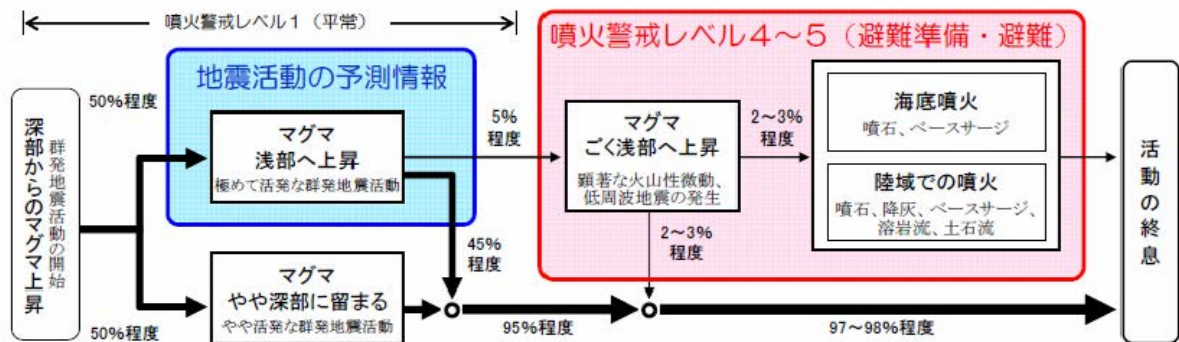 噴火警戒レベル１（平常）
噴火警戒レベル４～５（避難準備・避難）
地震活動の予測情報
深部からのマグマ上昇
群発地震活動の開始
50%程度
50%程度
マグマ
浅部へ上昇
極めて活発な群発地震活動
マグマ
やや深部に留まる
やや活発な群発地震活動
5%
程度
45%
程度
95%程度
マグマ
ごく浅部へ上昇
顕著な火山性微動、
低周波地震の発生
2～3%
程度
2～3%
程度
海底噴火
噴石、ベースサージ
陸域での噴火
噴石、降灰、ベースサージ、
溶岩流、土石流
97～98%程度
活動の終息